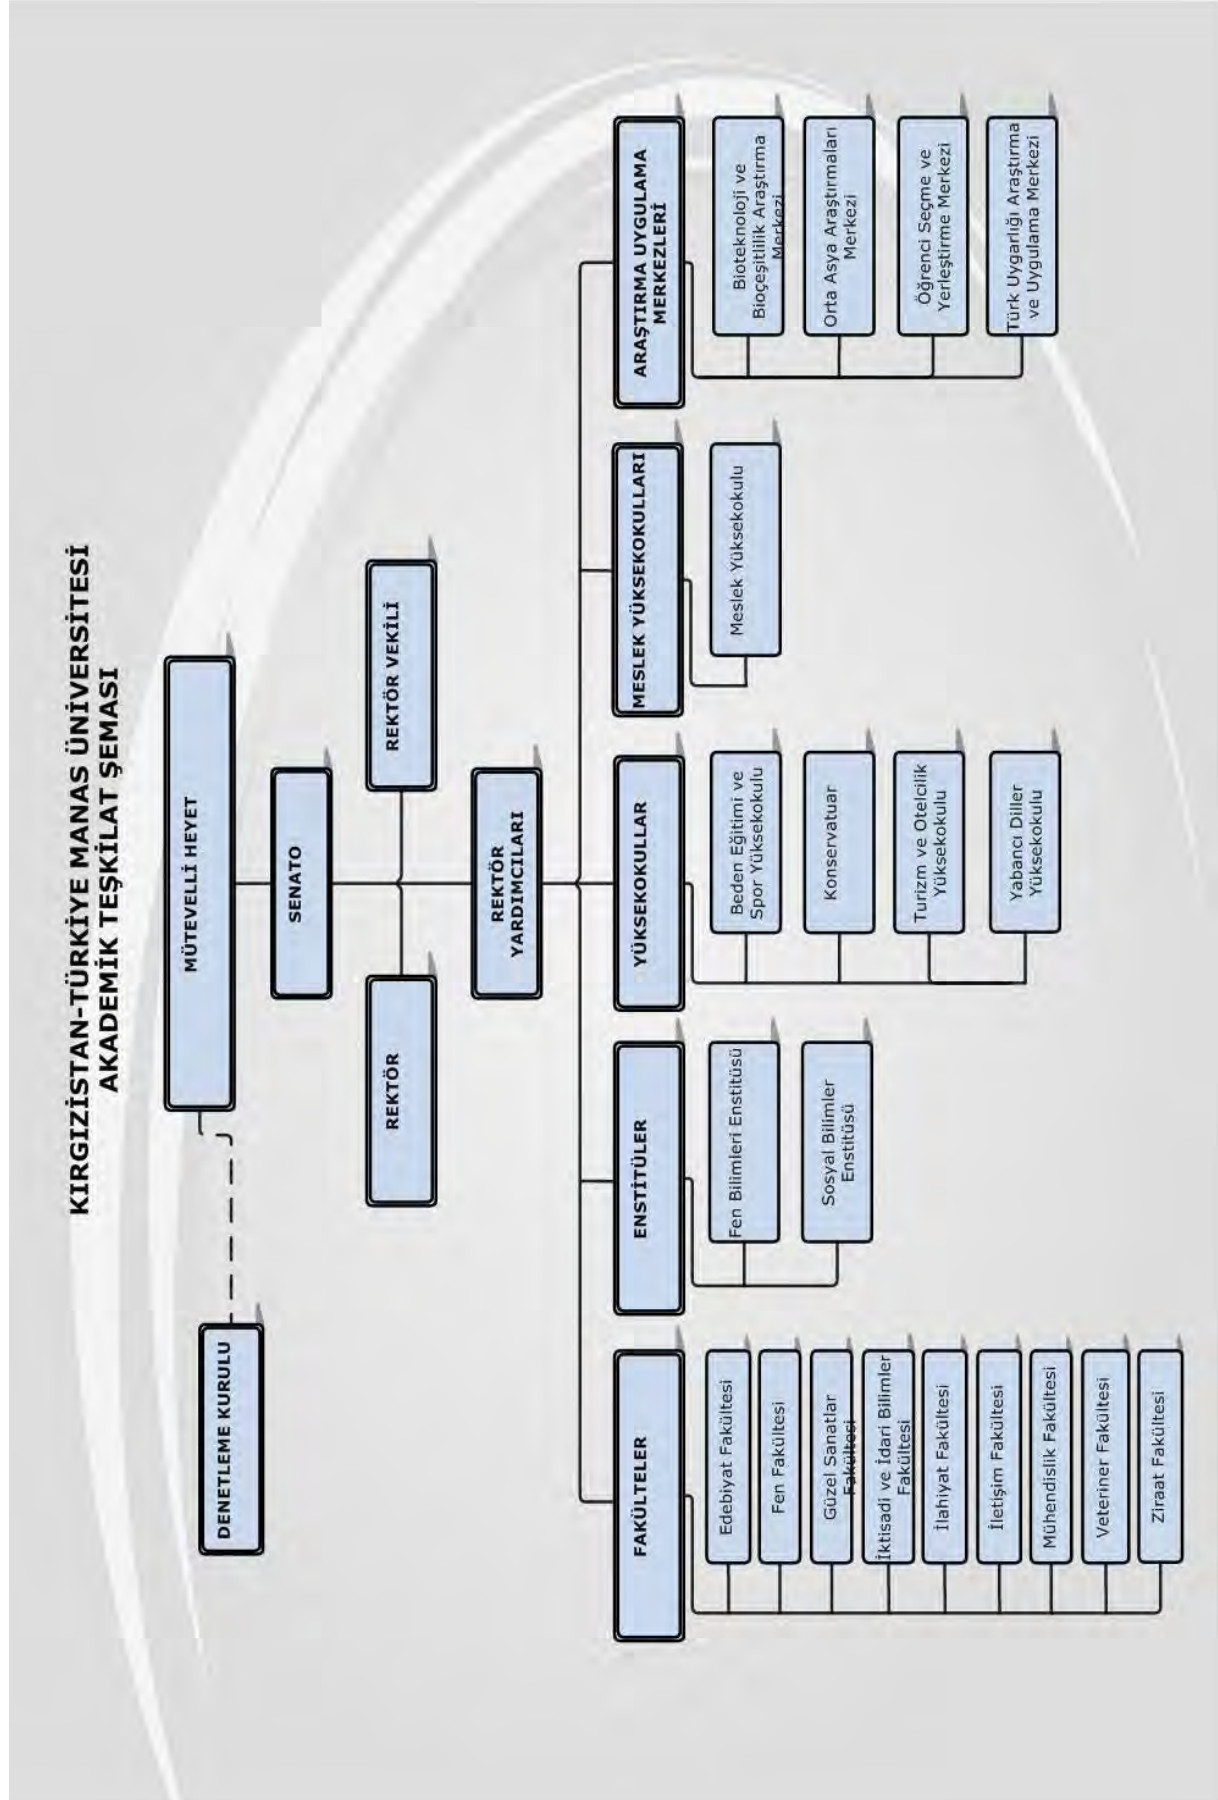 KIRGIZİSTAN-TÜRKİYE MANAS ÜNİVERSİTESİ
AKADEMİK TEŞKİLAT ŞEMASI
MÜTEVELLİ HEYET
DENETLEME KURULU
SENATO
REKTÖR
REKTÖR VEKİLİ
REKTÖR
YARDIMCILARI
FAKÜLTELER
Edebiyat Fakültesi
Fen Fakültesi
Güzel Sanatlar
Fakültesi
İktisadi ve İdari Bilimler
Fakültesi
İlahiyat Fakültesi
İletişim Fakültesi
Mühendislik Fakültesi
Veteriner Fakültesi
Ziraat Fakültesi
ENSTİTÜLER
Fen Bilimleri Enstitüsü
Sosyal Bilimler
Enstitüsü
YÜKSEKOKULLAR
Beden Eğitimi ve
Spor Yüksekokulu
Konservatuar
Turizm ve Otelcilik
Yüksekokulu
Yabancı Diller
Yüksekokulu
MESLEK YÜKSEKOKULLARI
Meslek Yüksekokulu
ARAŞTIRMA UYGULAMA
MERKEZLERİ
Bioteknoloji ve
Bioçeşitlilik Araştırma
Merkezi
Orta Asya Araştırmaları
Merkezi
Öğrenci Seçme ve
Yerleştirme Merkezi
Türk Uygarlığı Araştırma
ve Uygulama Merkezi